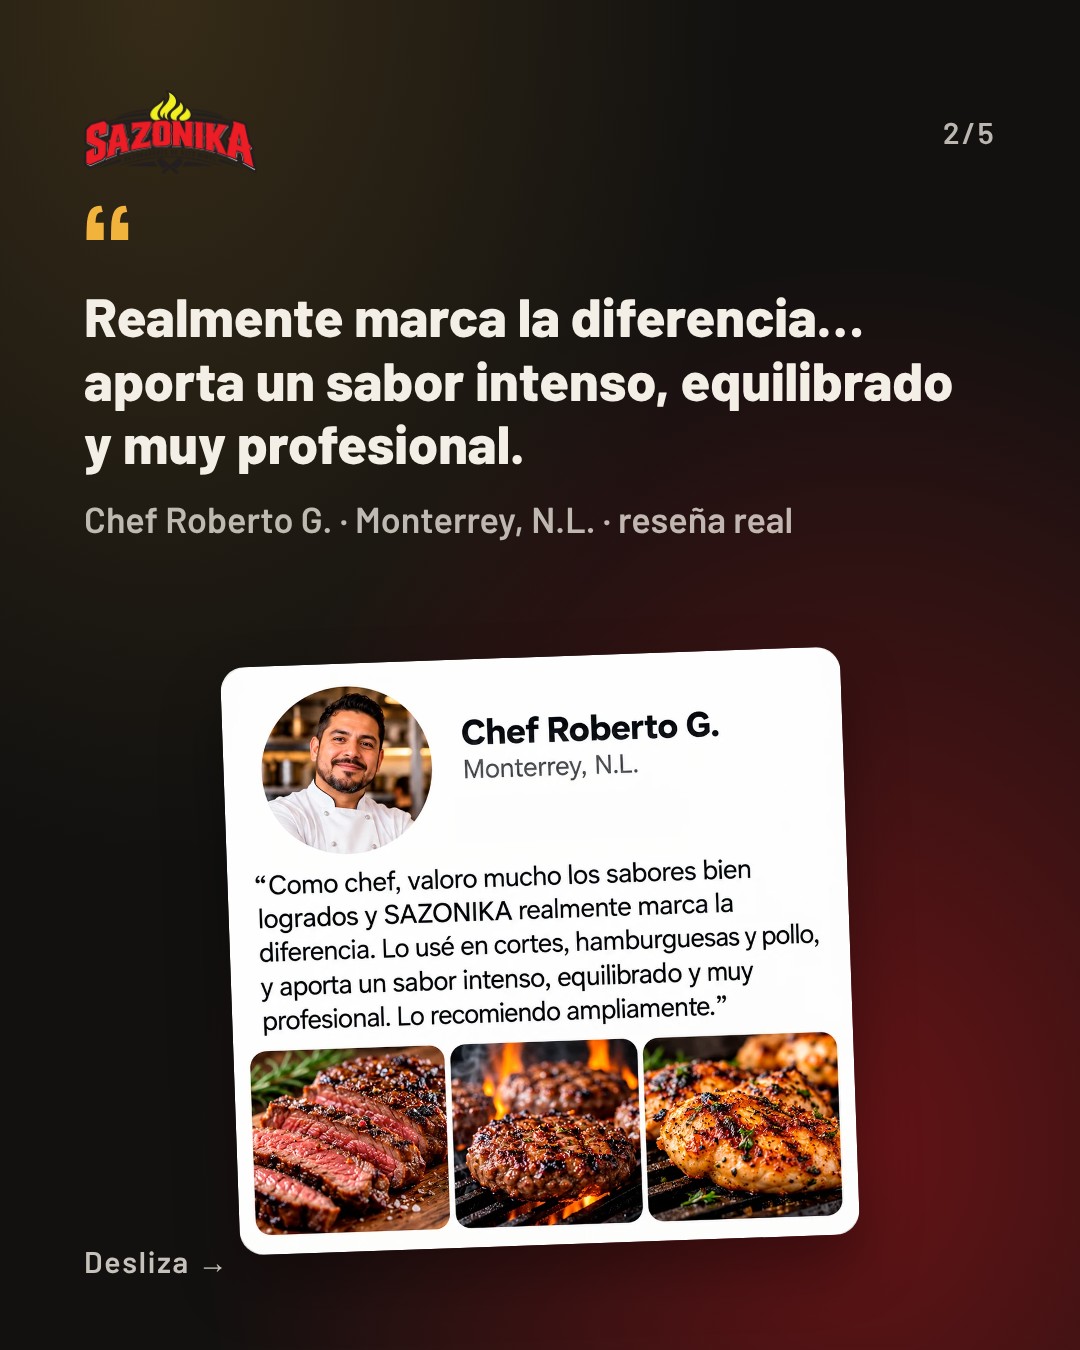 SAZONIKA
2/5
“
Realmente marca la diferencia...
aporta un sabor intenso, equilibrado
y muy profesional.
Chef Roberto G. · Monterrey, N.L. · reseña real
Chef Roberto G.
Monterrey, N.L.
“Como chef, valoro mucho los sabores bien
logrados y SAZONIKA realmente marca la
diferencia. Lo usé en cortes, hamburguesas y pollo,
y aporta un sabor intenso, equilibrado y muy
profesional. Lo recomiendo ampliamente.”
Desliza →